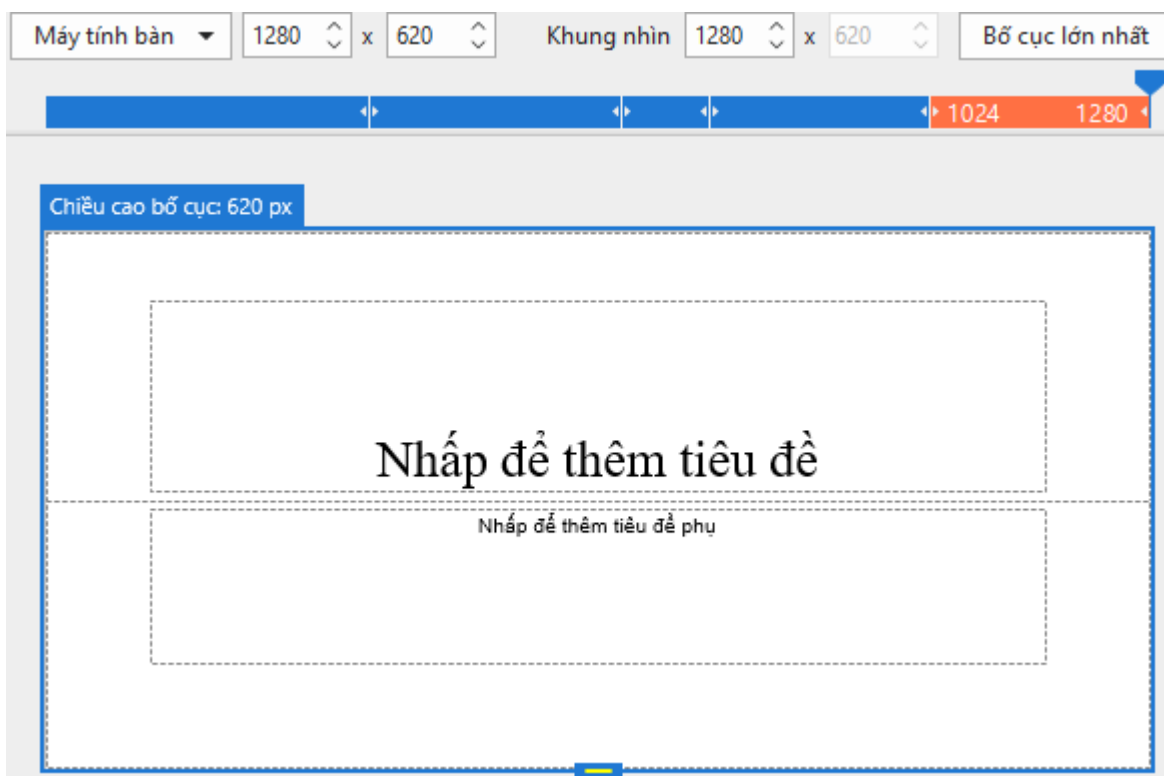 Máy tính bàn 1280 x 620 Khung nhìn 1280 x 620 Bố cục lớn nhất
1024 1280
Chiều cao bố cục: 620 px
Nhấp để thêm tiêu đề
Nhấp để thêm tiêu đề phụ